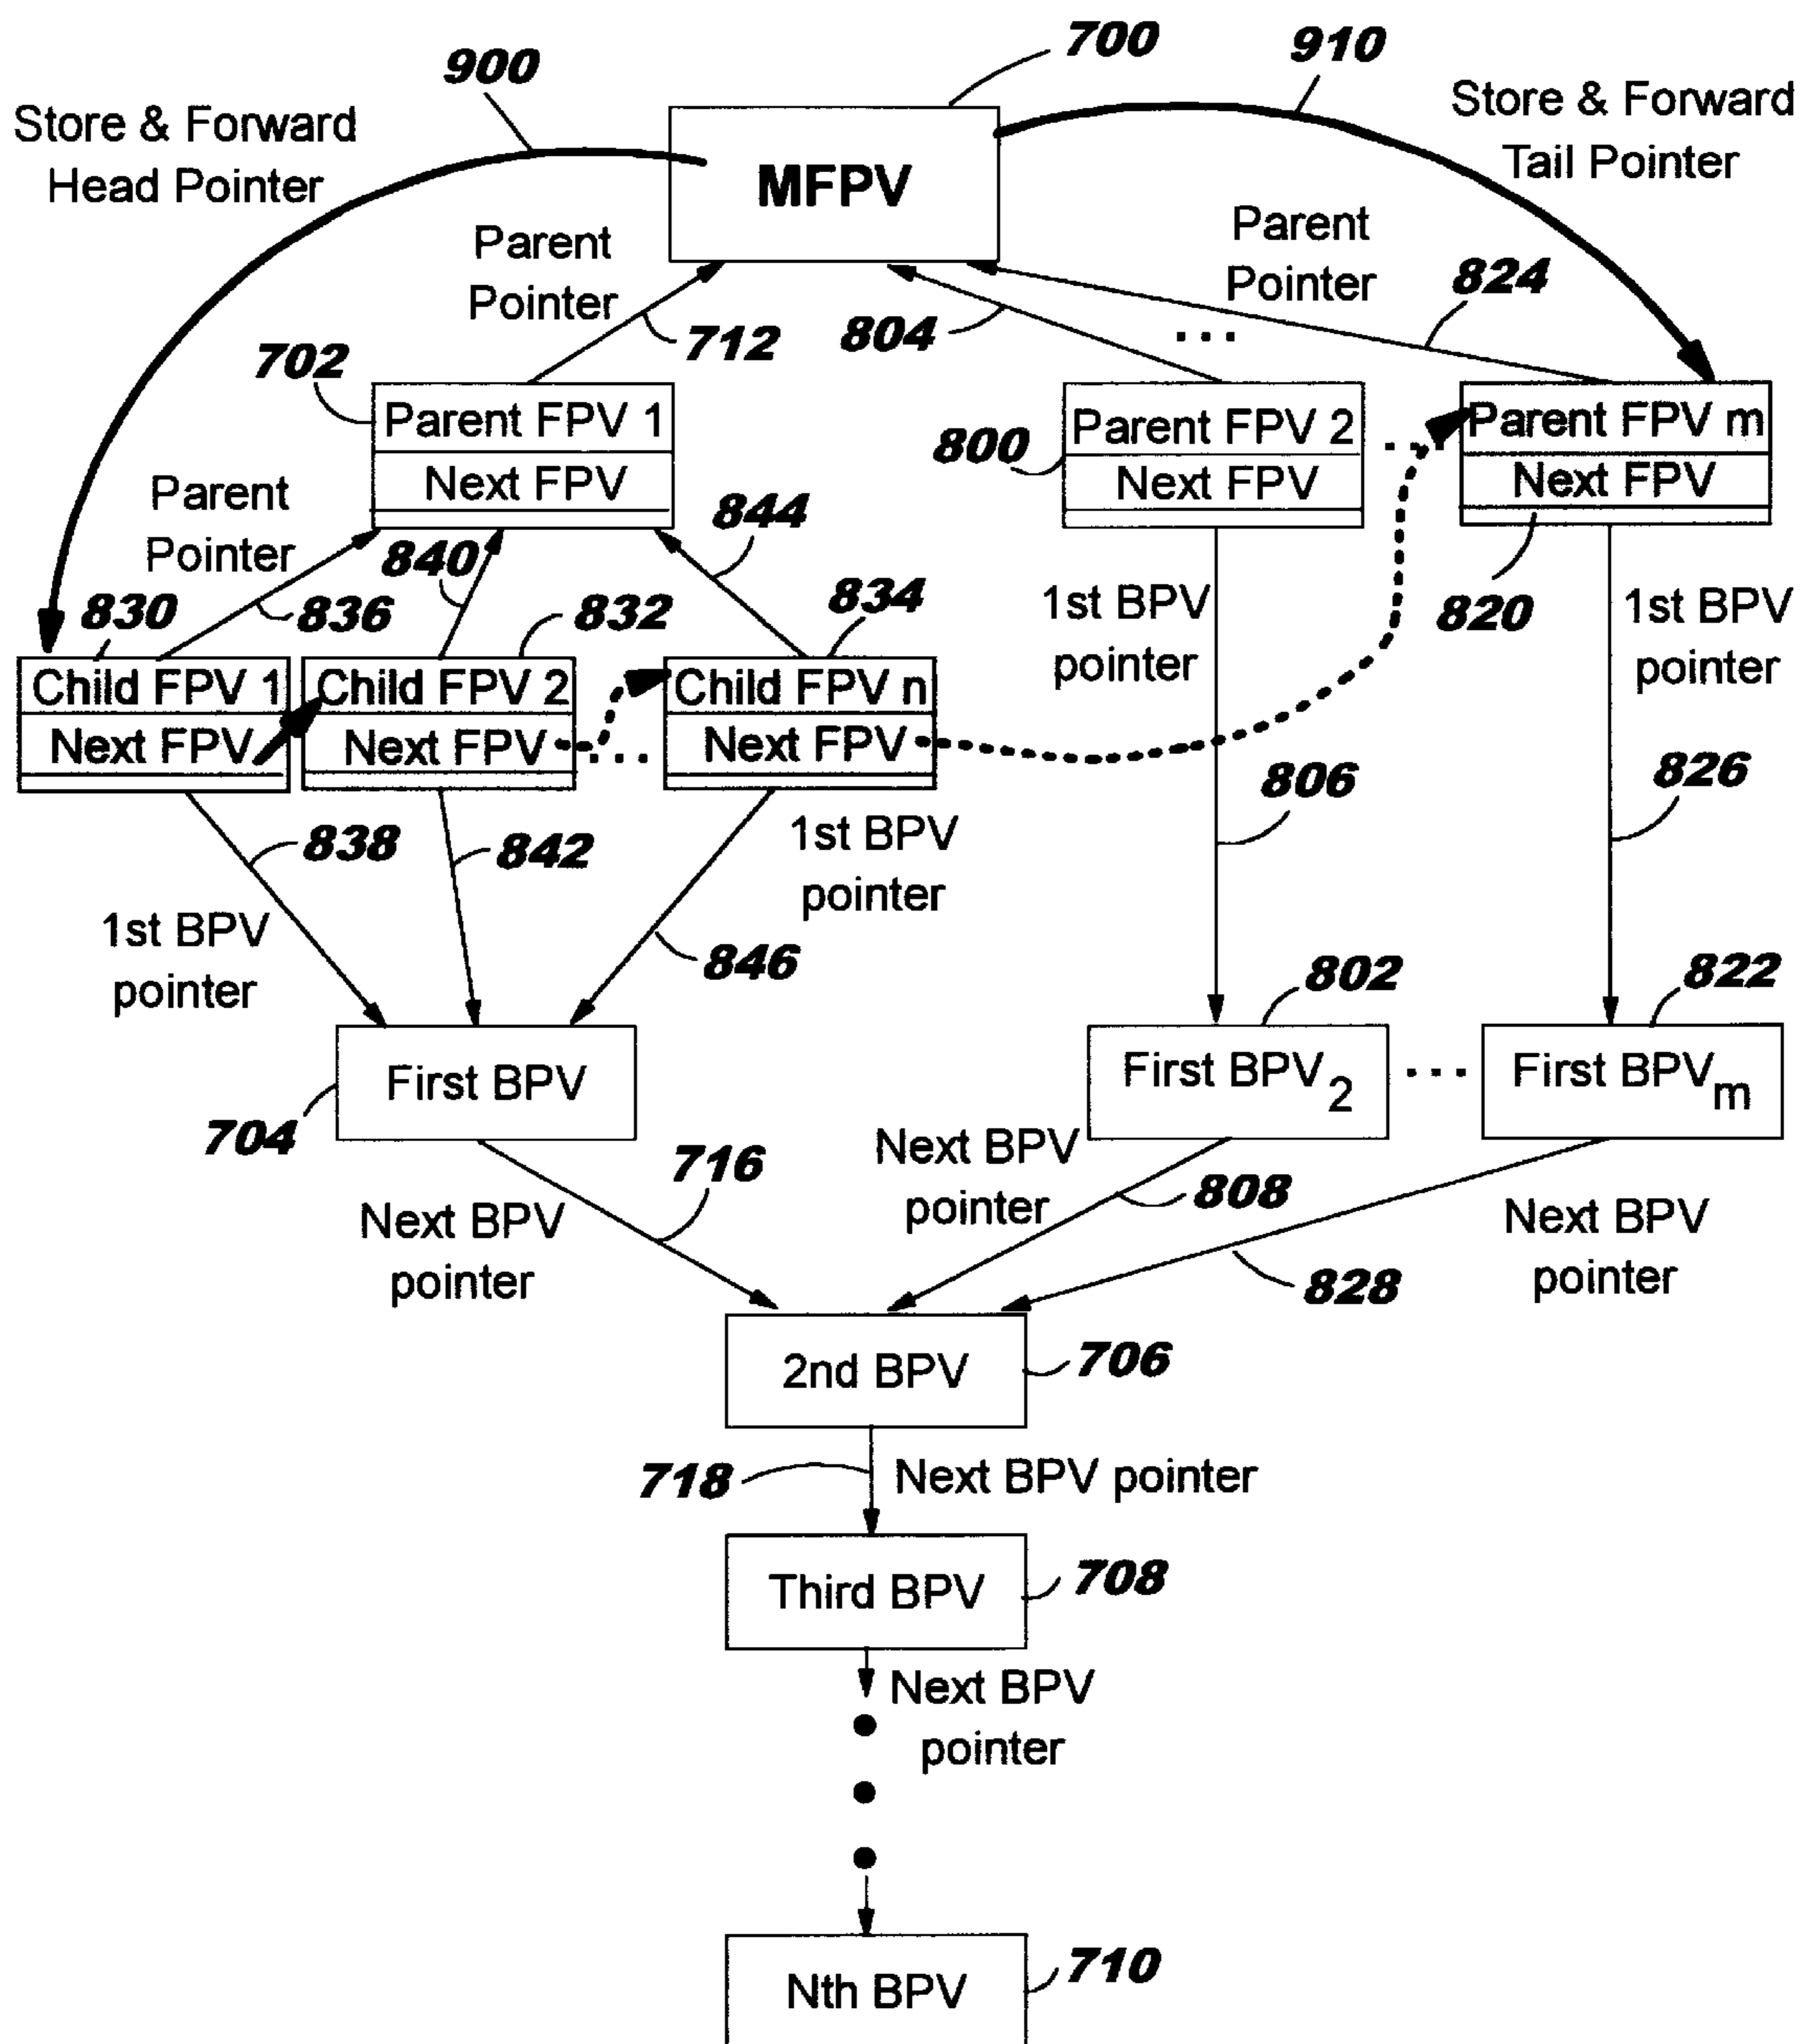 900
700
910
Store & Forward
Head Pointer
Store & Forward
Tail Pointer
MFPV
Parent
Pointer
Parent
Pointer
712
804
...
824
702
Parent FPV 1
Next FPV
800
Parent FPV 2
Next FPV
...
Parent FPV m
Next FPV
820
Parent
Pointer
836
840
844
830
832
834
Child FPV 1
Next FPV
Child FPV 2
Next FPV
...
Child FPV n
Next FPV
1st BPV
pointer
1st BPV
pointer
806
826
838
842
1st BPV
pointer
846
1st BPV
pointer
802
822
First BPV
704
First BPV2
...
First BPVm
716
Next BPV
pointer
Next BPV
pointer
808
828
Next BPV
pointer
2nd BPV
706
718
Next BPV pointer
Third BPV
708
Next BPV
pointer
Nth BPV
710